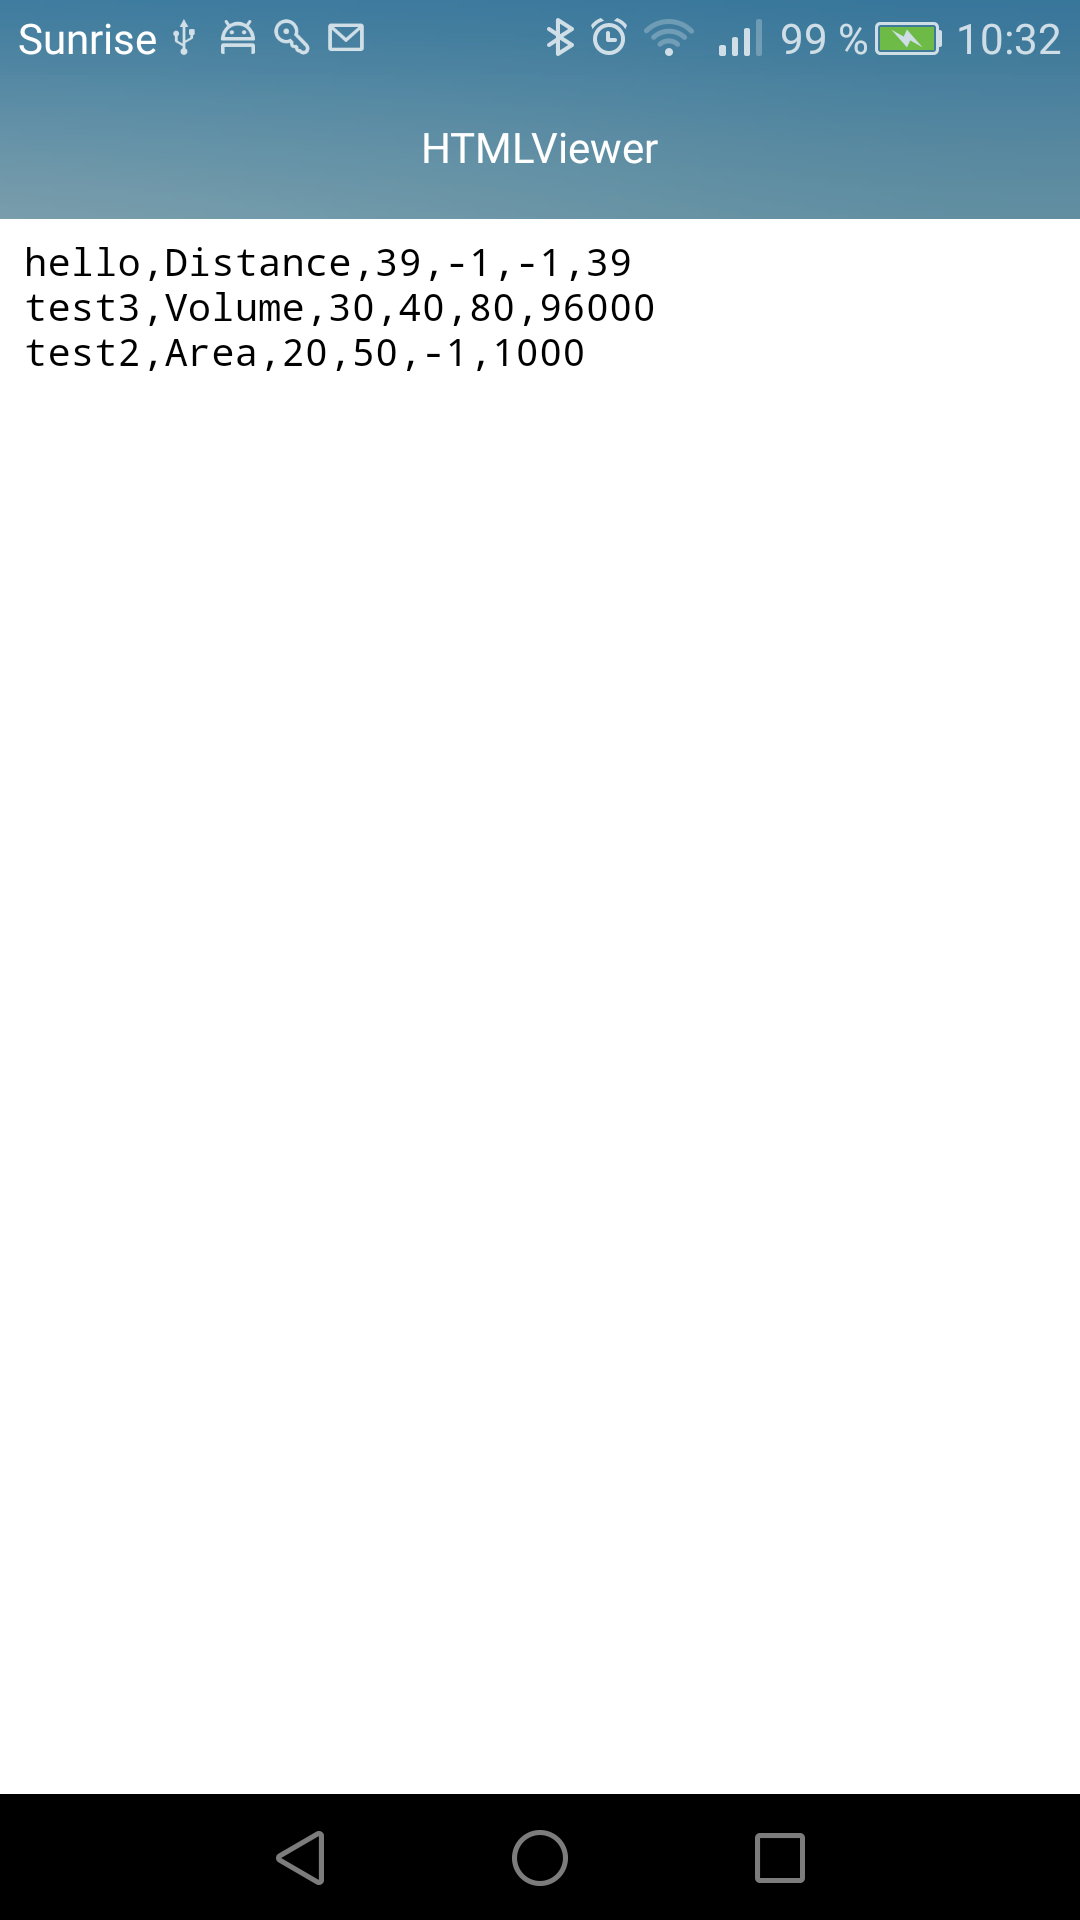 Sunrise 99 % 10:32
HTMLViewer
hello,Distance,39,-1,-1,39
test3,Volume,30,40,80,96000
test2,Area,20,50,-1,1000